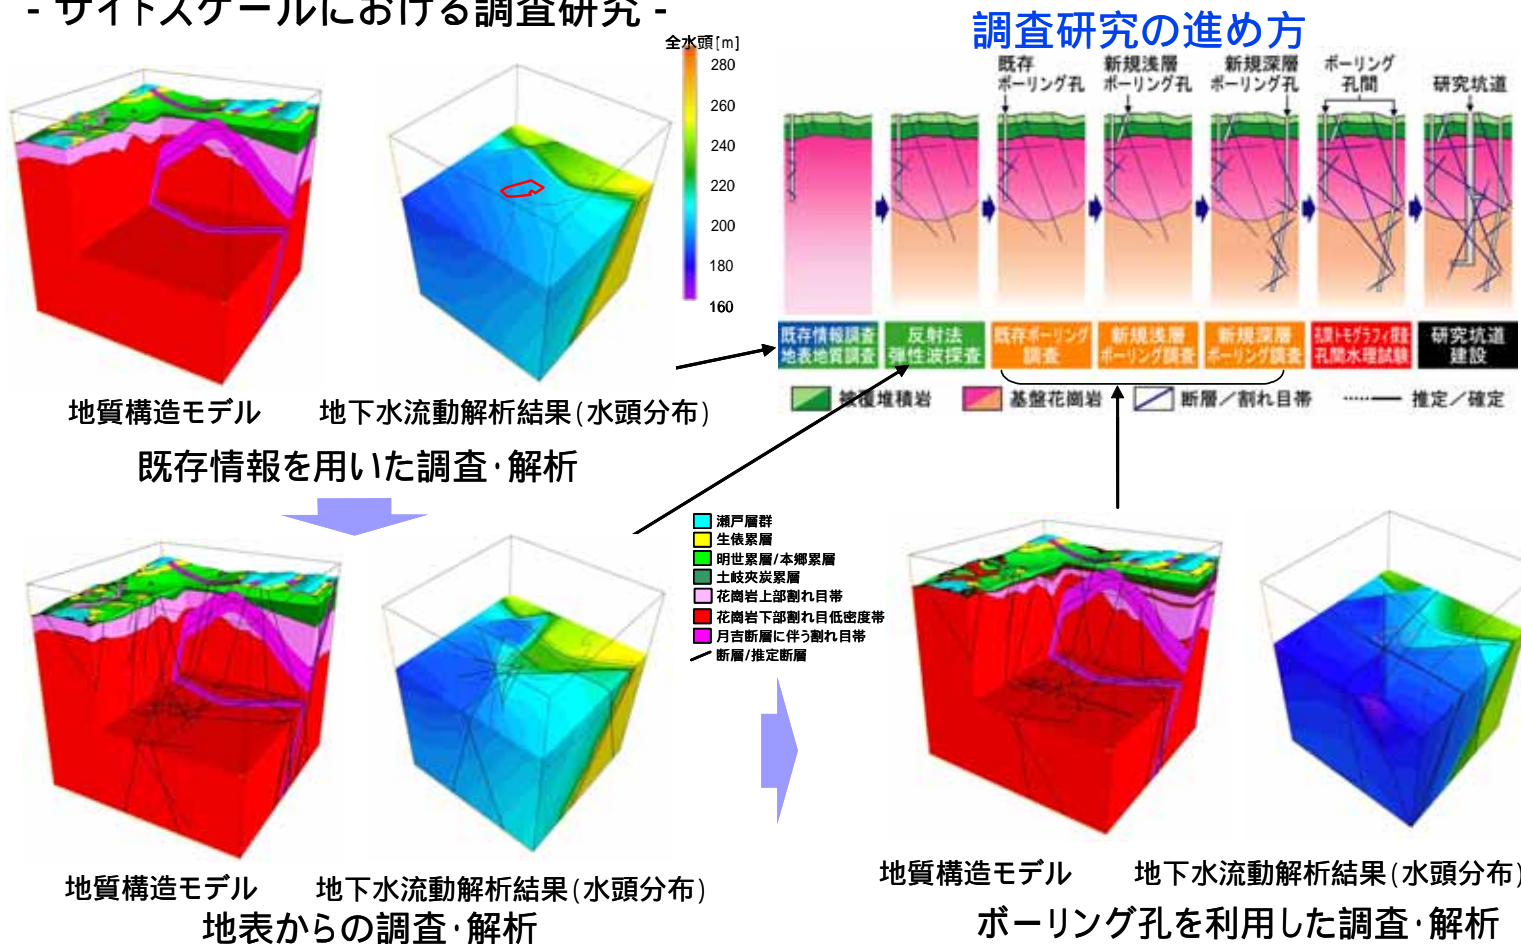 - サイトスケールにおける調査研究 -
全水頭[m]
280
260
240
220
200
180
160
地質構造モデル
地下水流動解析結果(水頭分布)
既存情報を用いた調査･解析
調査研究の進め方
既存
ボーリング孔
新規浅層
ボーリング孔
新規深層
ボーリング孔
ボーリング
孔間
研究坑道
既存情報調査
地表地質調査
反射法
弾性波探査
既存ボーリング
調査
新規浅層
ボーリング調査
新規深層
ボーリング調査
孔間トモグラフィ探査
孔間水理試験
研究坑道
建設
被覆堆積岩
基盤花崗岩
断層／割れ目帯
推定／確定
瀬戸層群
生俵累層
明世累層/本郷累層
土岐夾炭累層
花崗岩上部割れ目帯
花崗岩下部割れ目低密度帯
月吉断層に伴う割れ目帯
断層/推定断層
地質構造モデル
地下水流動解析結果(水頭分布)
地表からの調査･解析
地質構造モデル
地下水流動解析結果(水頭分布)
ボーリング孔を利用した調査･解析